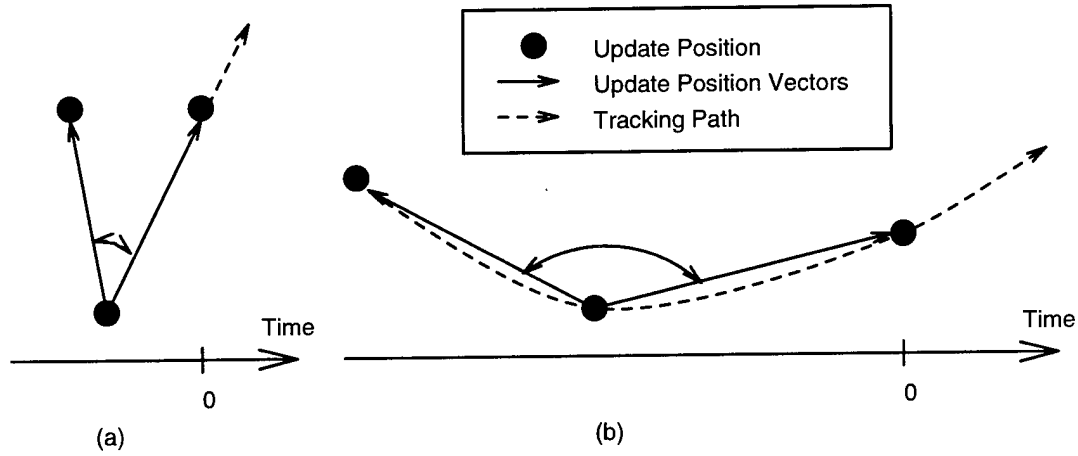 Update Position
Update Position Vectors
Tracking Path
Time
0
(a)
Time
0
(b)